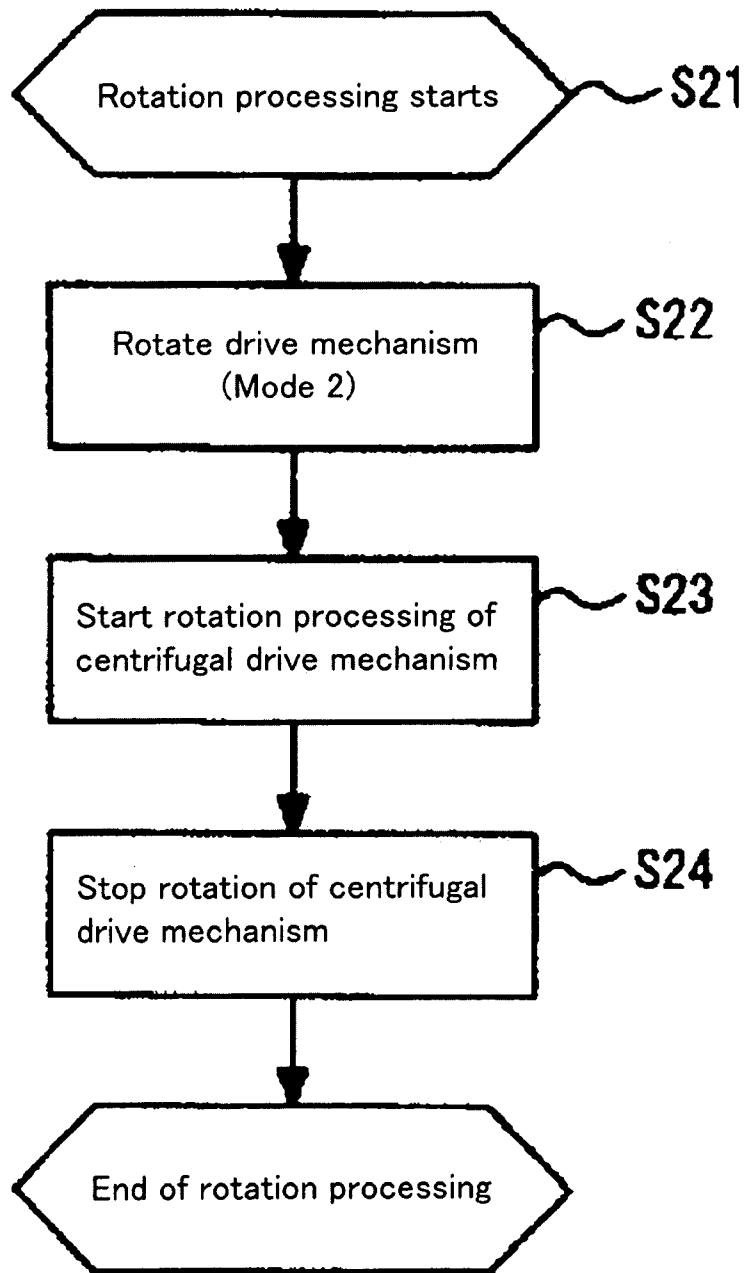 Rotation processing starts
S21
Rotate drive mechanism
(Mode 2)
S22
Start rotation processing of
centrifugal drive mechanism
S23
Stop rotation of centrifugal
drive mechanism
S24
End of rotation processing